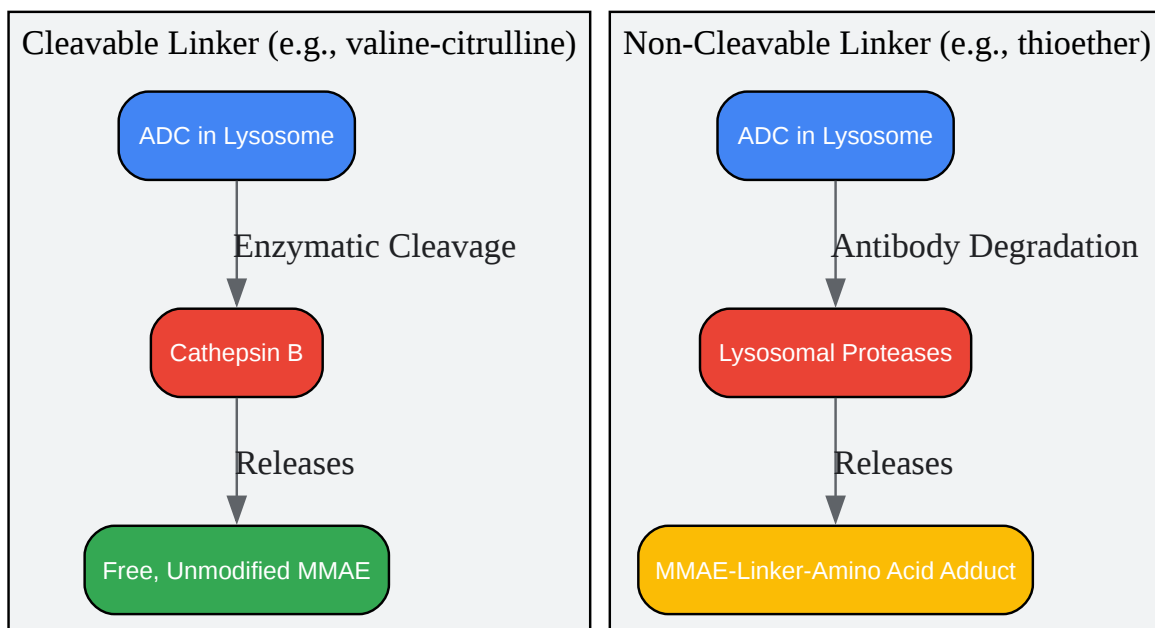 Cleavable Linker (e.g., valine-citrulline)
ADC in Lysosome
Enzymatic Cleavage
Cathepsin B
Releases
Free, Unmodified MMAE
Non-Cleavable Linker (e.g., thioether)
ADC in Lysosome
Antibody Degradation
Lysosomal Proteases
Releases
MMAE-Linker-Amino Acid Adduct